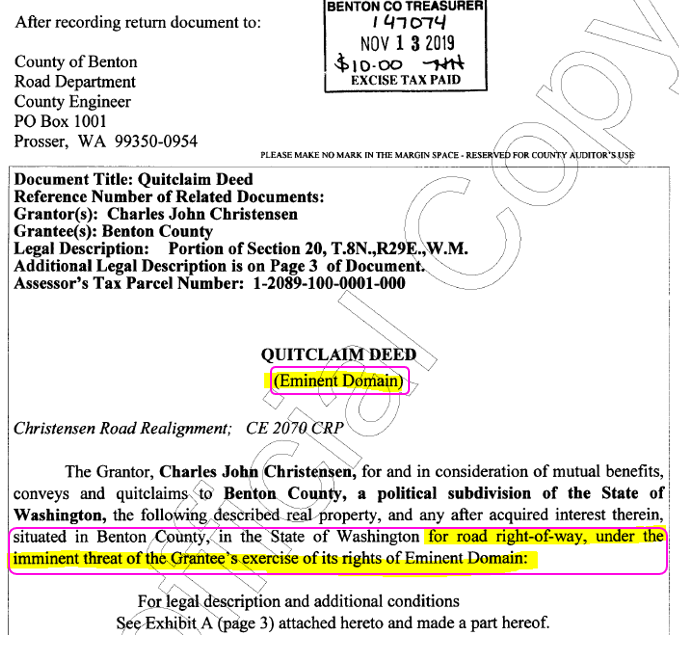 After recording return document to:
BENTON CO TREASURER
147074
NOV 13 2019
$10.00
EXCISE TAX PAID
County of Benton
Road Department
County Engineer
PO Box 1001
Prosser, WA 99350-0954
PLEASE MAKE NO MARK IN THE MARGIN SPACE - RESERVED FOR COUNTY AUDITOR'S USE
Document Title: Quitclaim Deed
Reference Number of Related Documents:
Grantor(s): Charles John Christensen
Grantee(s): Benton County
Legal Description: Portion of Section 20, T.8N.,R29E.,W.M.
Additional Legal Description is on Page 3 of Document.
Assessor's Tax Parcel Number: 1-2089-100-0001-000
QUITCLAIM DEED
(Eminent Domain)
Christensen Road Realignment; CE 2070 CRP
The Grantor, Charles John Christensen, for and in consideration of mutual benefits,
conveys and quitclaims to Benton County, a political subdivision of the State of
Washington, the following described real property, and any after acquired interest therein,
situated in Benton County, in the State of Washington for road right-of-way, under the
imminent threat of the Grantee's exercise of its rights of Eminent Domain:
For legal description and additional conditions
See Exhibit A (page 3) attached hereto and made a part hereof.
official Copy